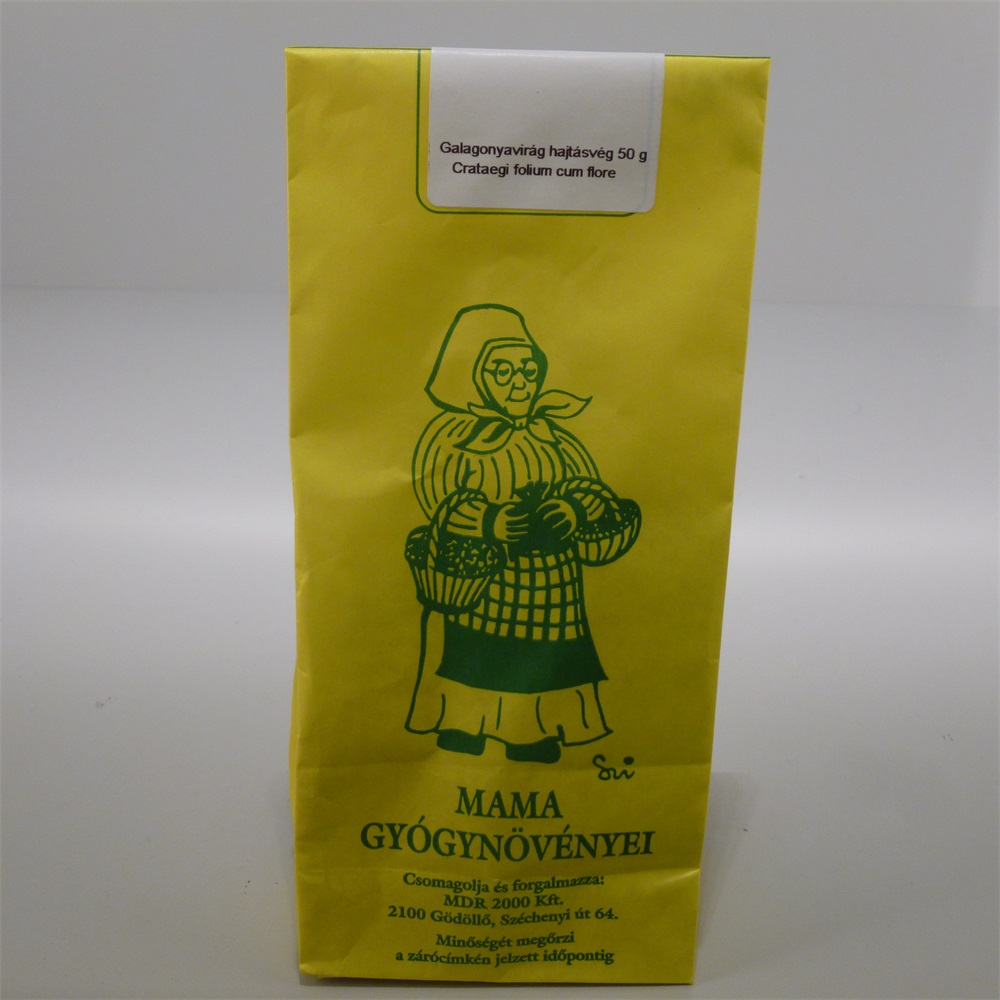 Galagonyavirág hajtásvég 50 g
Crataegi folium cum flore
Sri
MAMA
GYÓGYNÖVÉNYEI
Csomagolja és forgalmazza:
MDR 2000 Kft.
2100 Gödöllő, Széchenyi út 64.
Minőségét megőrzi
a zárócímkén jelzett időpontig